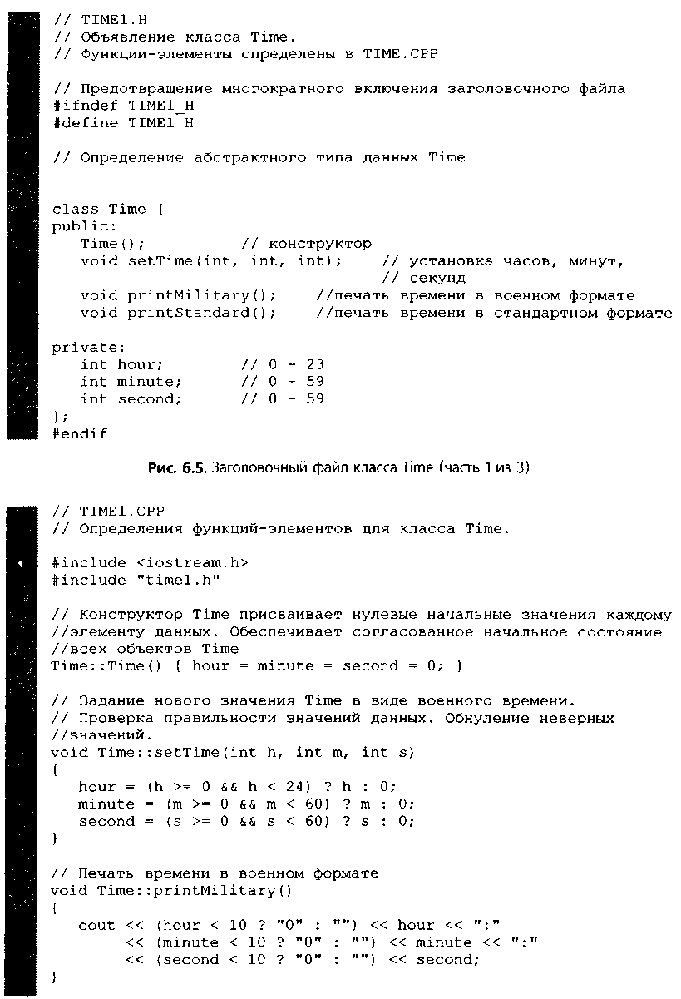 // TIME1.H
// Объявление класса Time.
// Функции-элементы определены в TIME.CPP
// Предотвращение многократного включения заголовочного файла
#ifndef TIME1_H
#define TIME1_H
// Определение абстрактного типа данных Time
class Time {
public:
Time(); // конструктор
void setTime(int, int, int); // установка часов, минут,
// секунд
void printMilitary(); //печать времени в военном формате
void printStandard(); //печать времени в стандартном формате
private:
int hour; // 0 - 23
int minute; // 0 - 59
int second; // 0 - 59
};
#endif
Рис. 6.5. Заголовочный файл класса Time (часть 1 из 3)
// TIME1.CPP
// Определения функций-элементов для класса Time.
#include <iostream.h>
#include "time1.h"
// Конструктор Time присваивает нулевые начальные значения каждому
//элементу данных. Обеспечивает согласованное начальное состояние
//всех объектов Time
Time::Time() { hour = minute = second = 0; }
// Задание нового значения Time в виде военного времени.
// Проверка правильности значений данных. Обнуление неверных
//значений.
void Time::setTime(int h, int m, int s)
{
hour = (h >= 0 && h < 24) ? h : 0;
minute = (m >= 0 && m < 60) ? m : 0;
second = (s >= 0 && s < 60) ? s : 0;
}
// Печать времени в военном формате
void Time::printMilitary()
{
cout << (hour < 10 ? "0" : "") << hour << ":"
<< (minute < 10 ? "0" : "") << minute << ":"
<< (second < 10 ? "0" : "") << second;
}